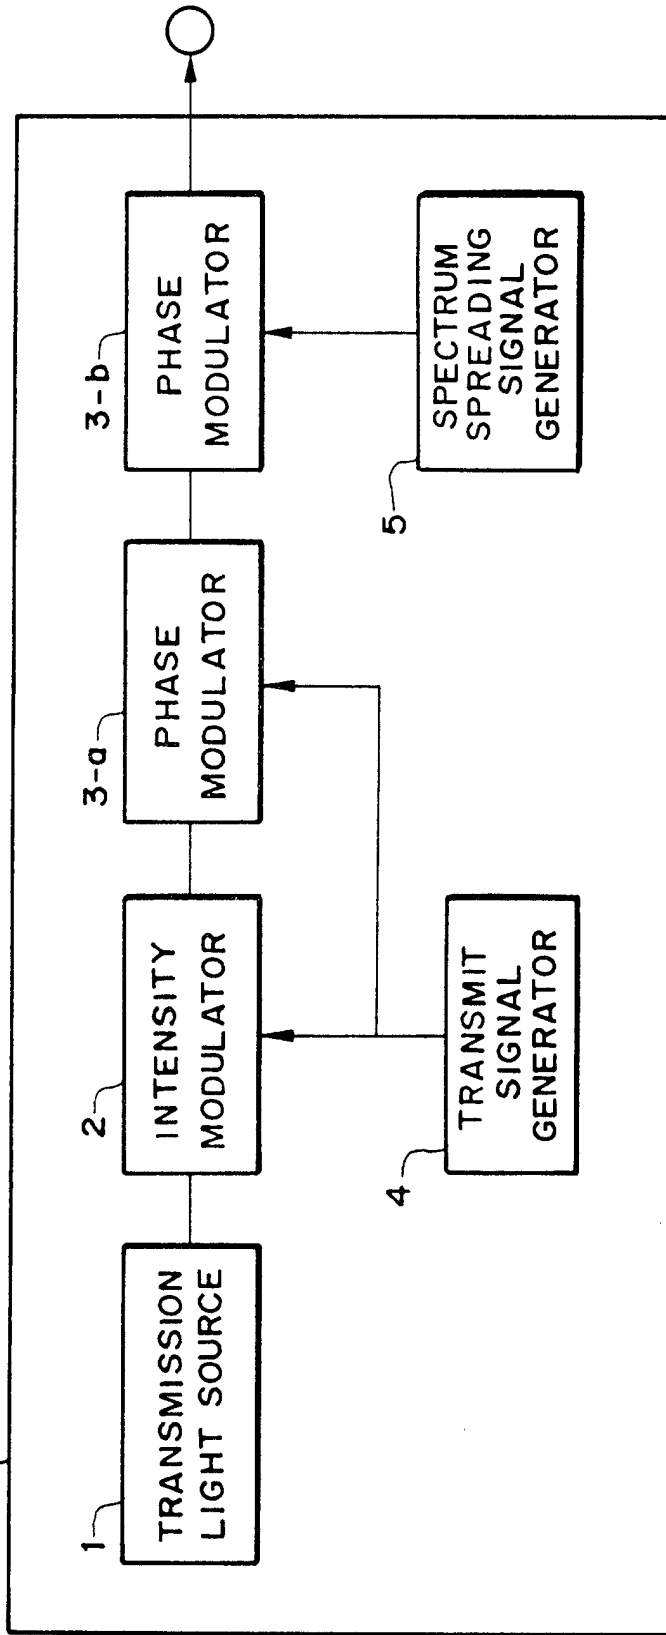 1
TRANSMISSION
LIGHT SOURCE
2
INTENSITY
MODULATOR
3-a
PHASE
MODULATOR
3-b
PHASE
MODULATOR
4
TRANSMIT
SIGNAL
GENERATOR
5
SPECTRUM
SPREADING
SIGNAL
GENERATOR